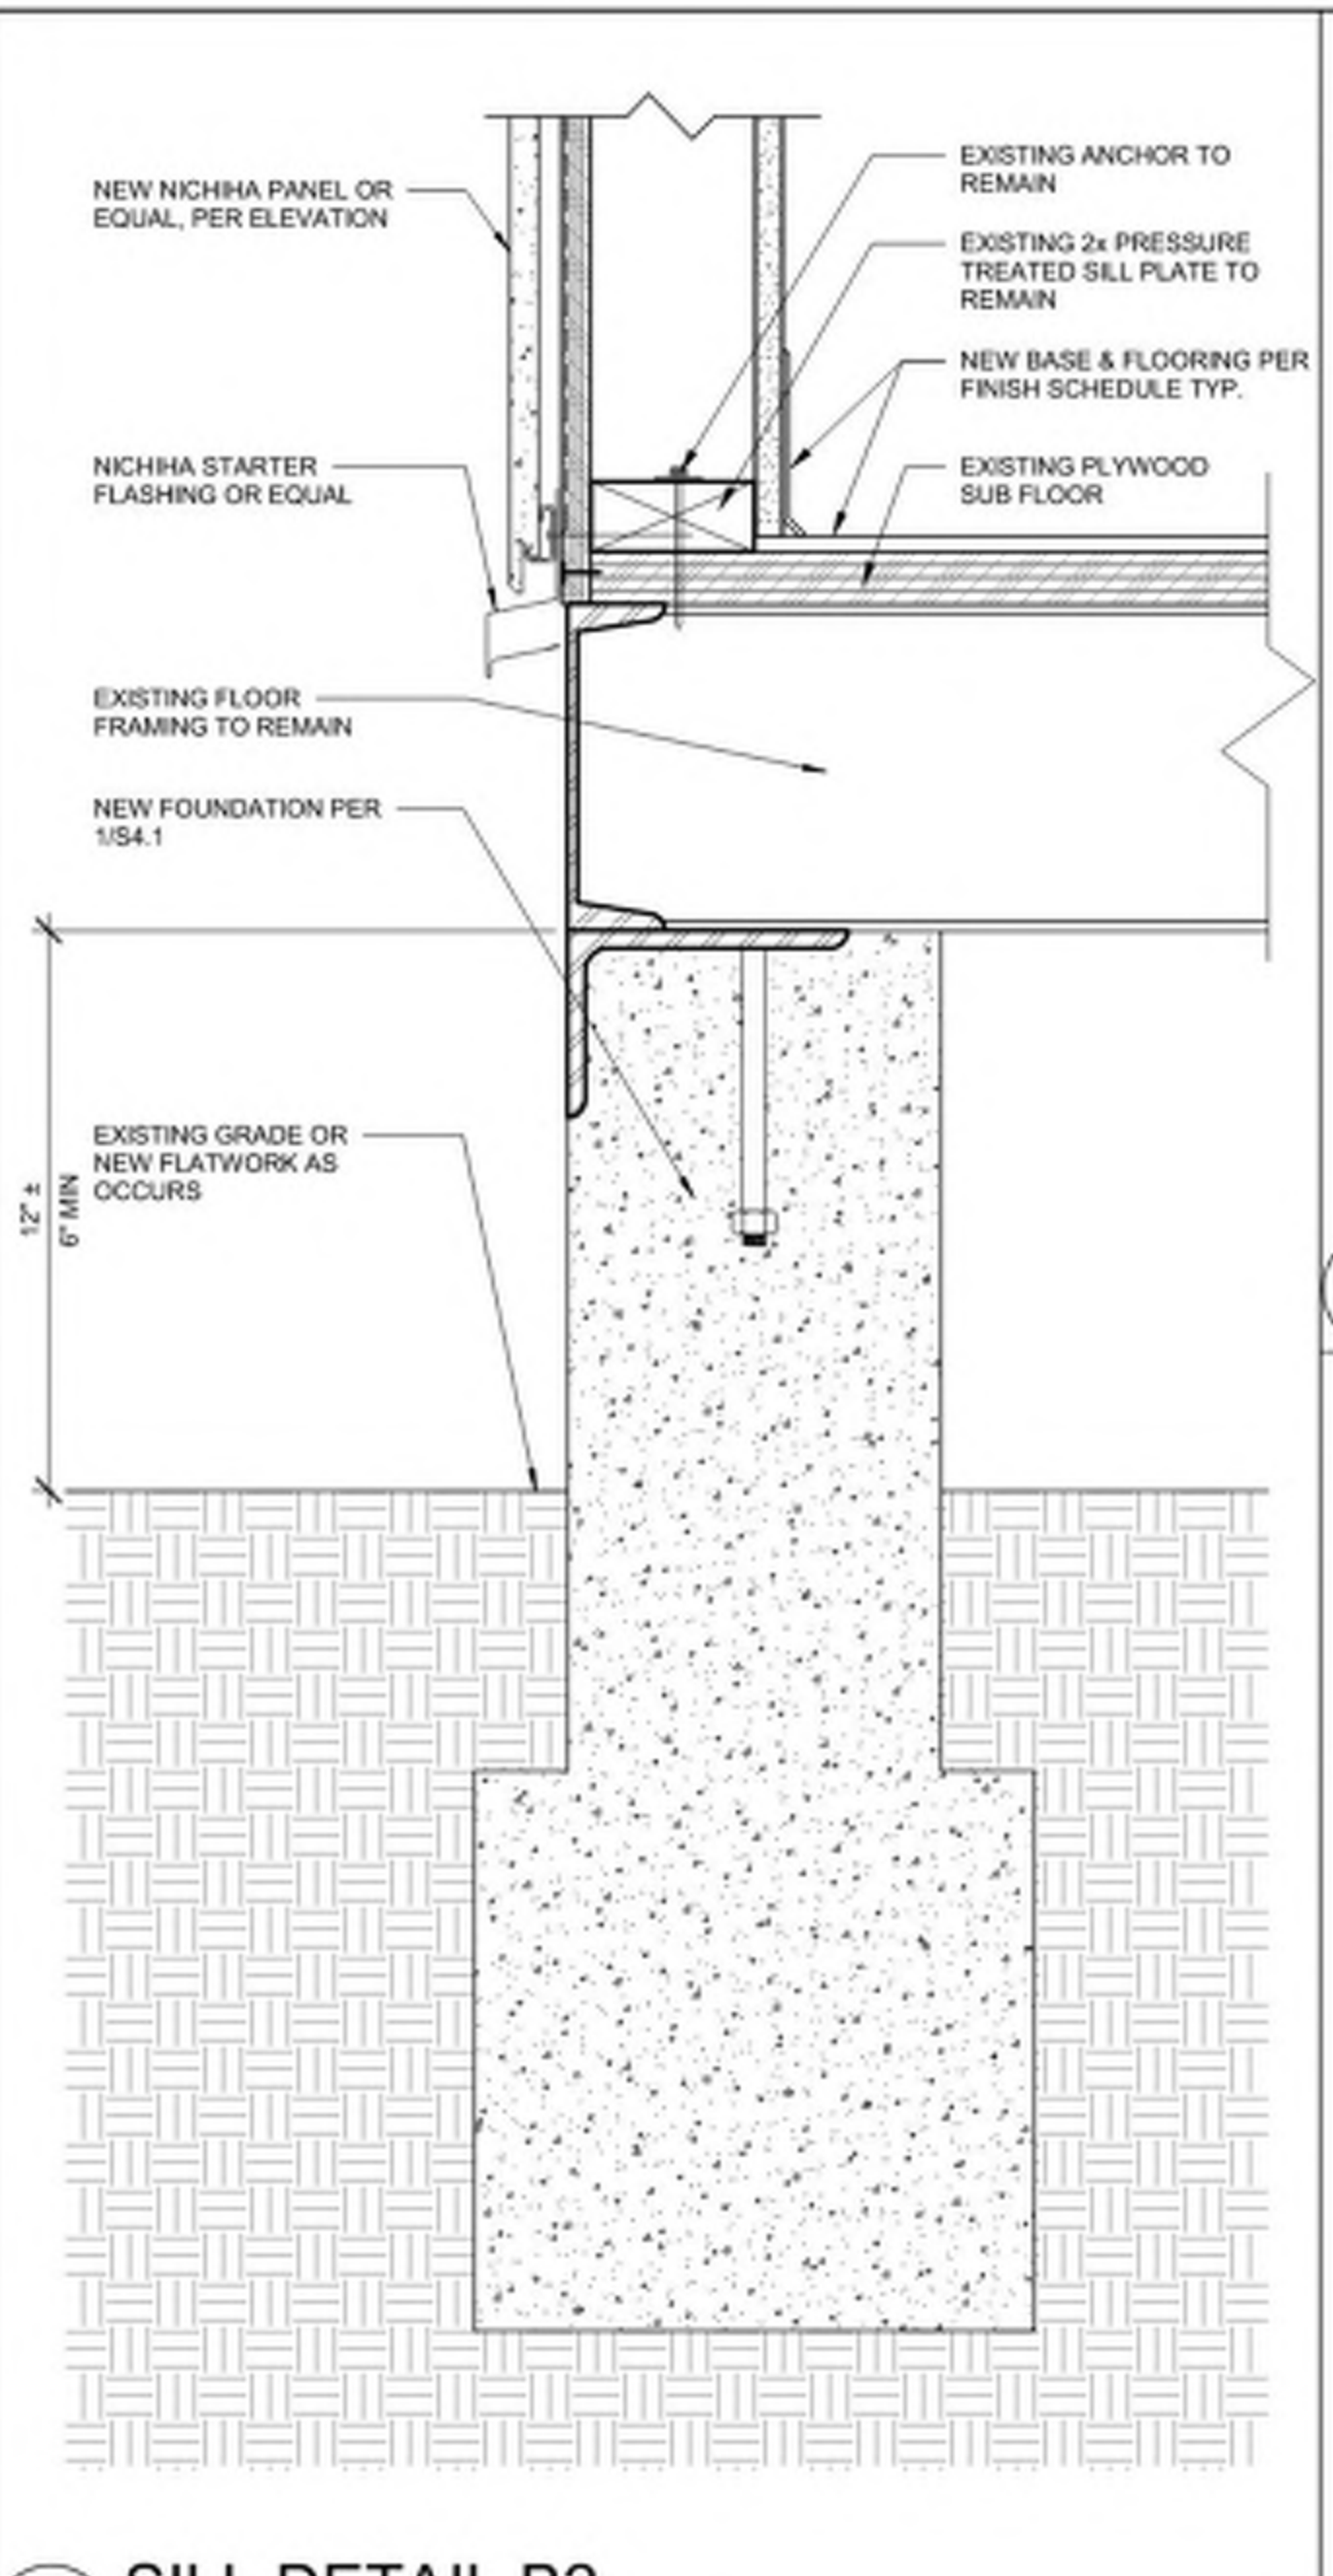 NEW NICHIHA PANEL OR
EQUAL, PER ELEVATION
NICHIHA STARTER
FLASHING OR EQUAL
EXISTING FLOOR
FRAMING TO REMAIN
NEW FOUNDATION PER
1/S4.1
EXISTING GRADE OR
NEW FLATWORK AS
OCCURS
12" ±
6" MIN
EXISTING ANCHOR TO
REMAIN
EXISTING 2x PRESSURE
TREATED SILL PLATE TO
REMAIN
NEW BASE & FLOORING PER
FINISH SCHEDULE TYP.
EXISTING PLYWOOD
SUB FLOOR
SILL DETAIL